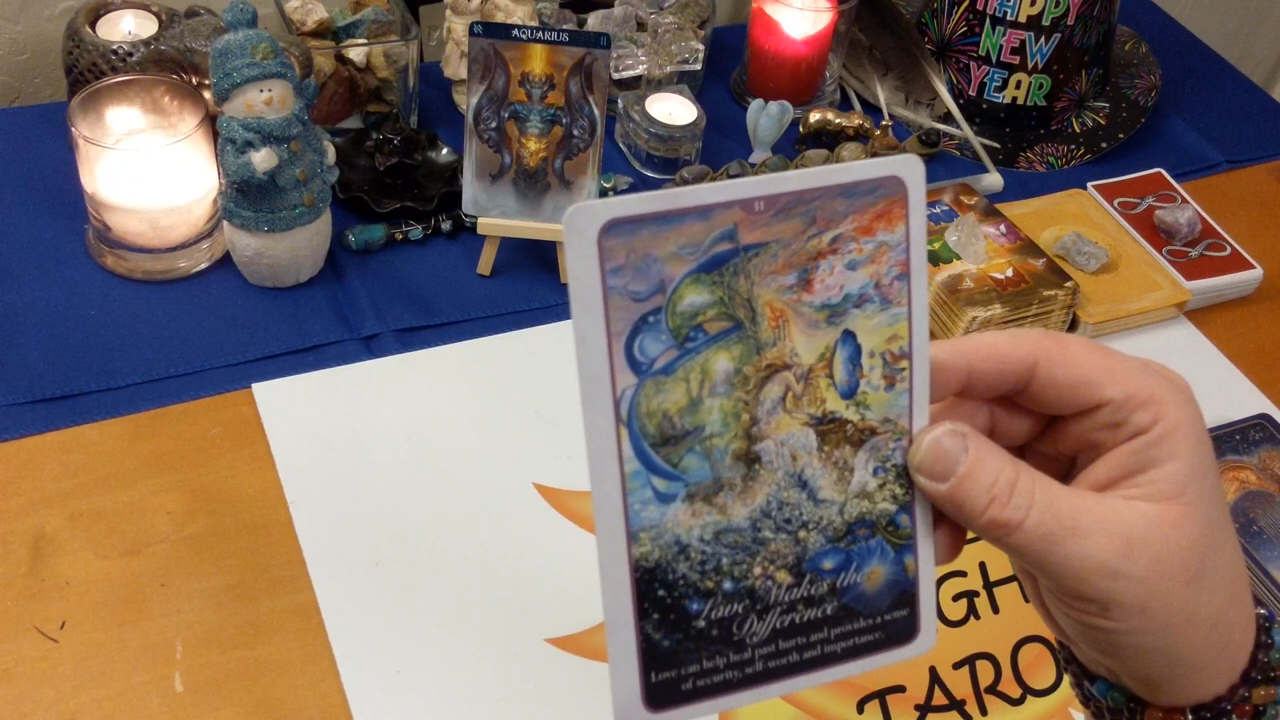 AQUARIUS
11
HAPPY
NEW
YEAR
11
Love Makes the
Difference
Love can help heal past hurts and provides a sense
of security, self-worth and importance.
GH
TARO